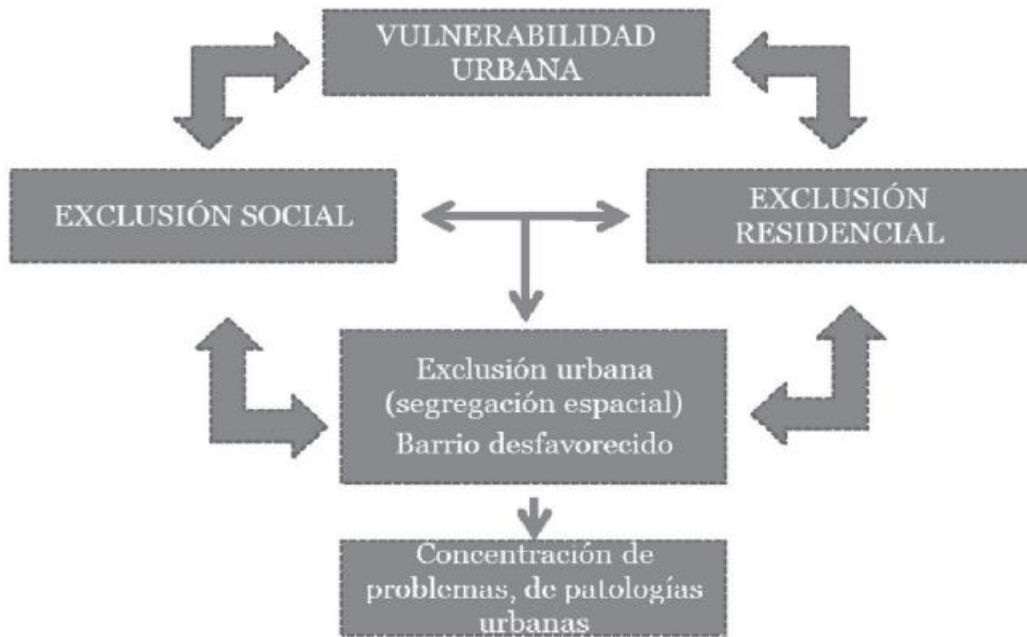 VULNERABILIDAD
URBANA
EXCLUSIÓN SOCIAL
EXCLUSIÓN
RESIDENCIAL
Exclusión urbana
(segregación espacial)
Barrio desfavorecido
Concentración de
problemas, de patologías
urbanas